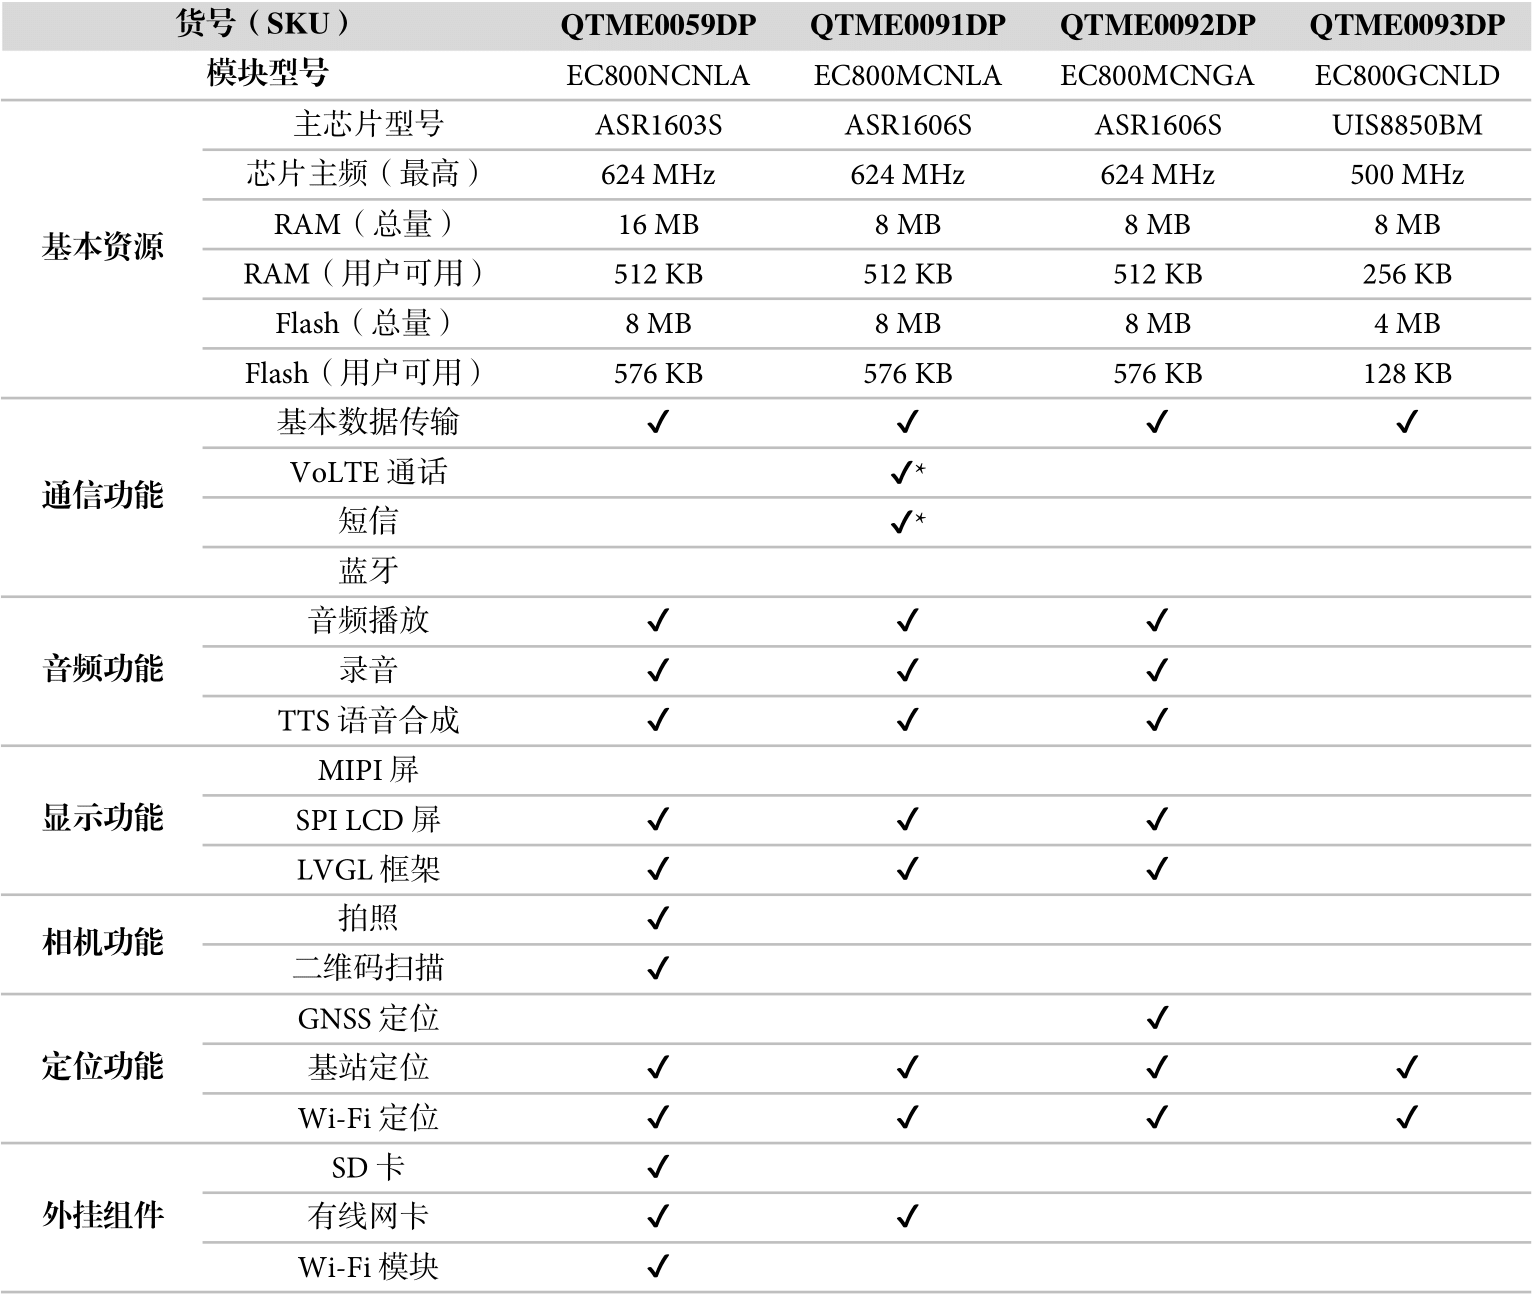 货号（SKU） QTME0059DP QTME0091DP QTME0092DP QTME0093DP
模块型号 EC800NCNLA EC800MCNLA EC800MCNGA EC800GCNLD
基本资源
主芯片型号 ASR1603S ASR1606S ASR1606S UIS8850BM
芯片主频（最高） 624 MHz 624 MHz 624 MHz 500 MHz
RAM（总量） 16 MB 8 MB 8 MB 8 MB
RAM（用户可用） 512 KB 512 KB 512 KB 256 KB
Flash（总量） 8 MB 8 MB 8 MB 4 MB
Flash（用户可用） 576 KB 576 KB 576 KB 128 KB
通信功能
基本数据传输 ✓ ✓ ✓ ✓
VoLTE 通话 ✓*
短信 ✓*
蓝牙
音频功能
音频播放 ✓ ✓ ✓
录音 ✓ ✓ ✓
TTS 语音合成 ✓ ✓ ✓
显示功能
MIPI 屏
SPI LCD 屏 ✓ ✓ ✓
LVGL 框架 ✓ ✓ ✓
相机功能
拍照 ✓
二维码扫描 ✓
定位功能
GNSS 定位 ✓
基站定位 ✓ ✓ ✓ ✓
Wi-Fi 定位 ✓ ✓ ✓ ✓
外挂组件
SD 卡 ✓
有线网卡 ✓ ✓
Wi-Fi 模块 ✓